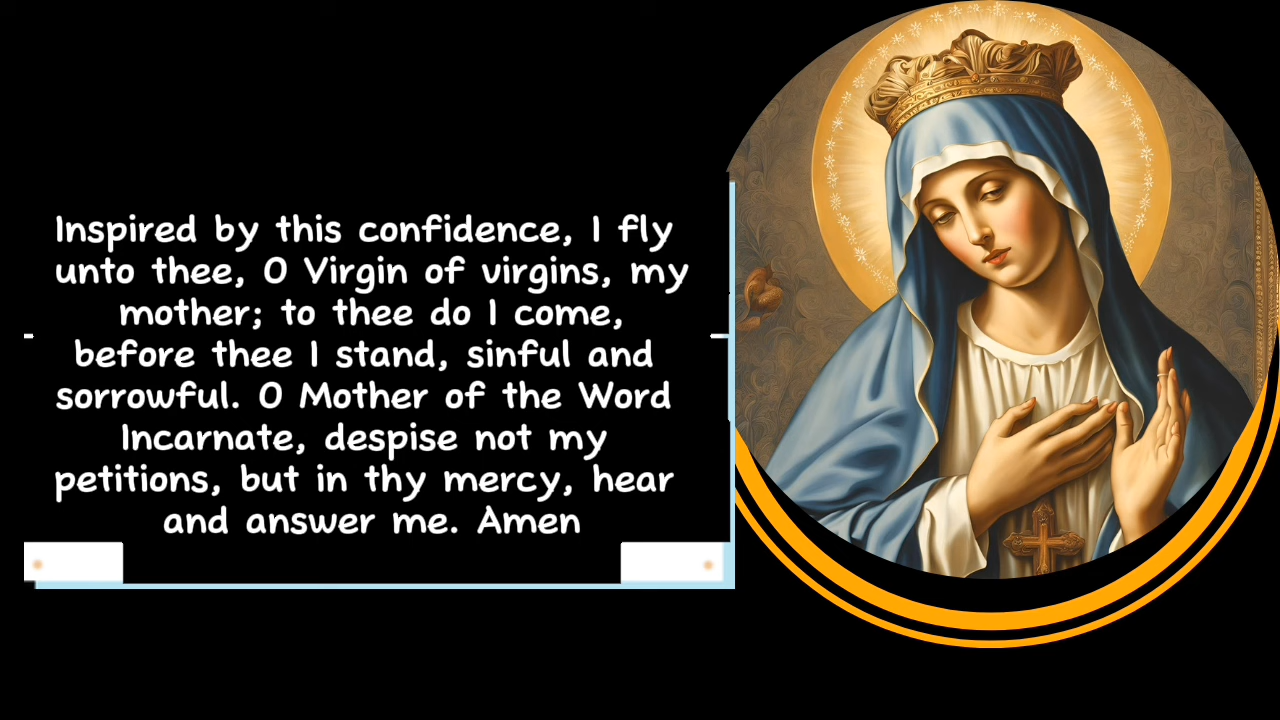 Inspired by this confidence, I fly
unto thee, O Virgin of virgins, my
mother; to thee do I come,
before thee I stand, sinful and
sorrowful. O Mother of the Word
Incarnate, despise not my
petitions, but in thy mercy, hear
and answer me. Amen